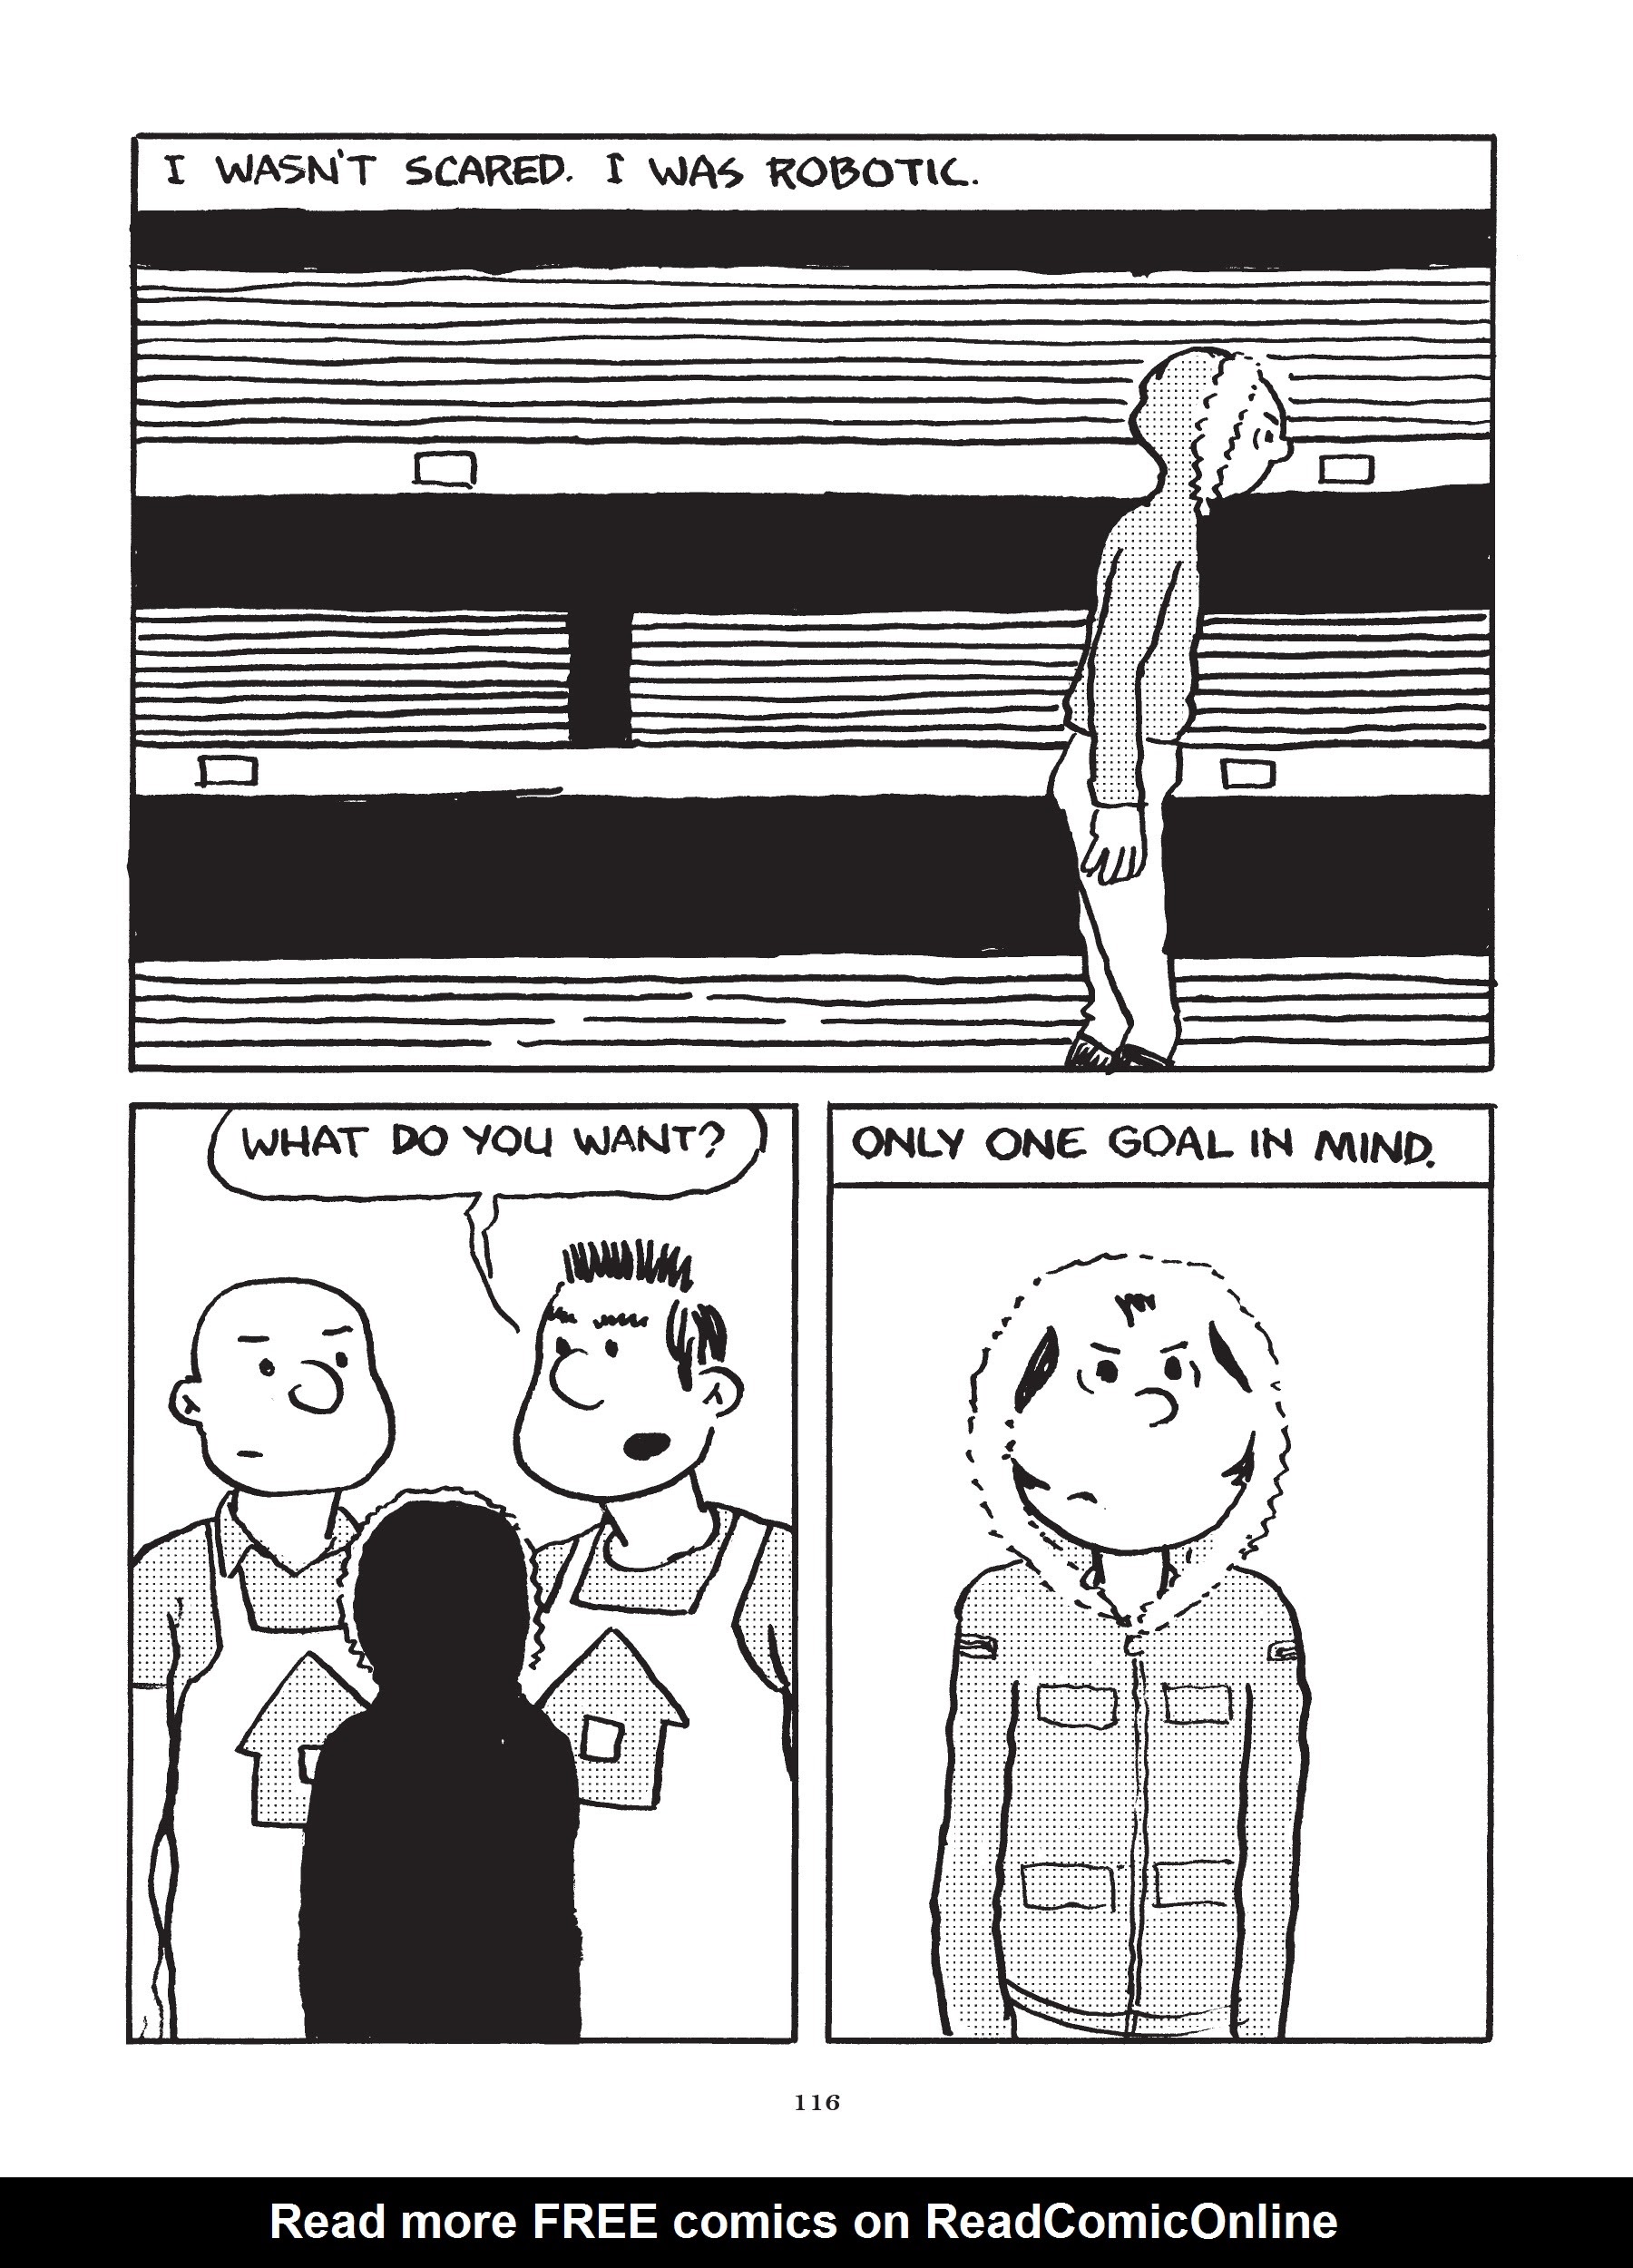 I WASN'T SCARED. I WAS ROBOTIC.
WHAT DO YOU WANT?
ONLY ONE GOAL IN MIND.
116
Read more FREE comics on ReadComicOnline